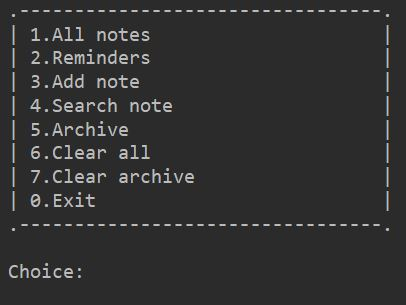 .---------------------------------.
| 1.All notes                     |
| 2.Reminders                     |
| 3.Add note                      |
| 4.Search note                   |
| 5.Archive                       |
| 6.Clear all                     |
| 7.Clear archive                 |
| 0.Exit                          |
.---------------------------------.
Choice: